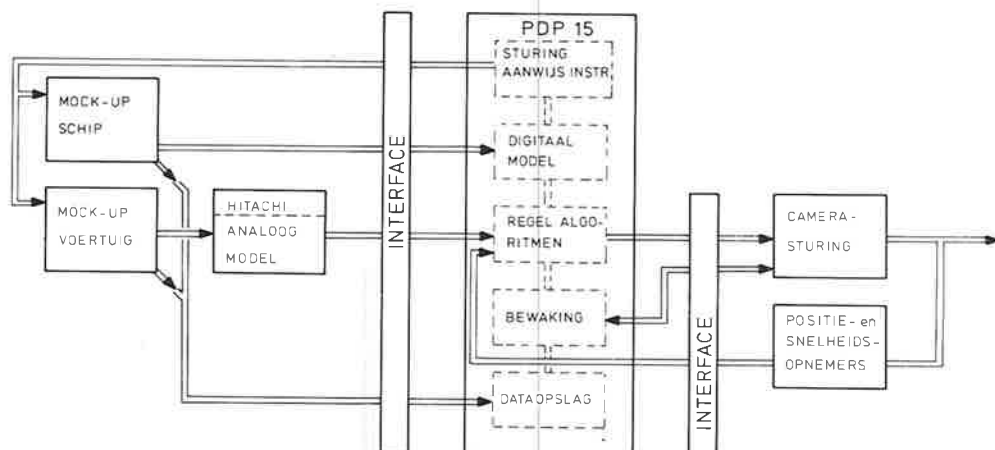 PDP 15
STURING
AANWIJS INSTR.
MOCK-UP
SCHIP
DIGITAAL
MODEL
MOCK-UP
VOERTUIG
HITACHI
ANALOOG
MODEL
INTERFACE
REGEL ALGO-
RITMEN
BEWAKING
DATAOPSLAG
INTERFACE
CAMERA-
STURING
POSITIE- en
SNELHEIDS-
OPNEMERS